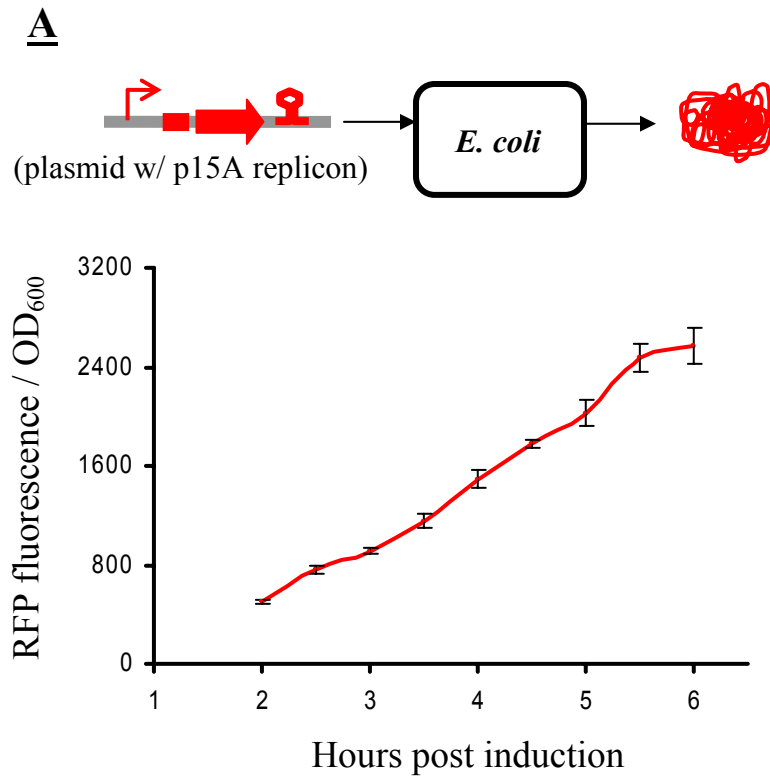 A
E. coli
(plasmid w/ p15A replicon)
3200
2400
1600
800
0
RFP fluorescence / OD600
1 2 3 4 5 6
Hours post induction